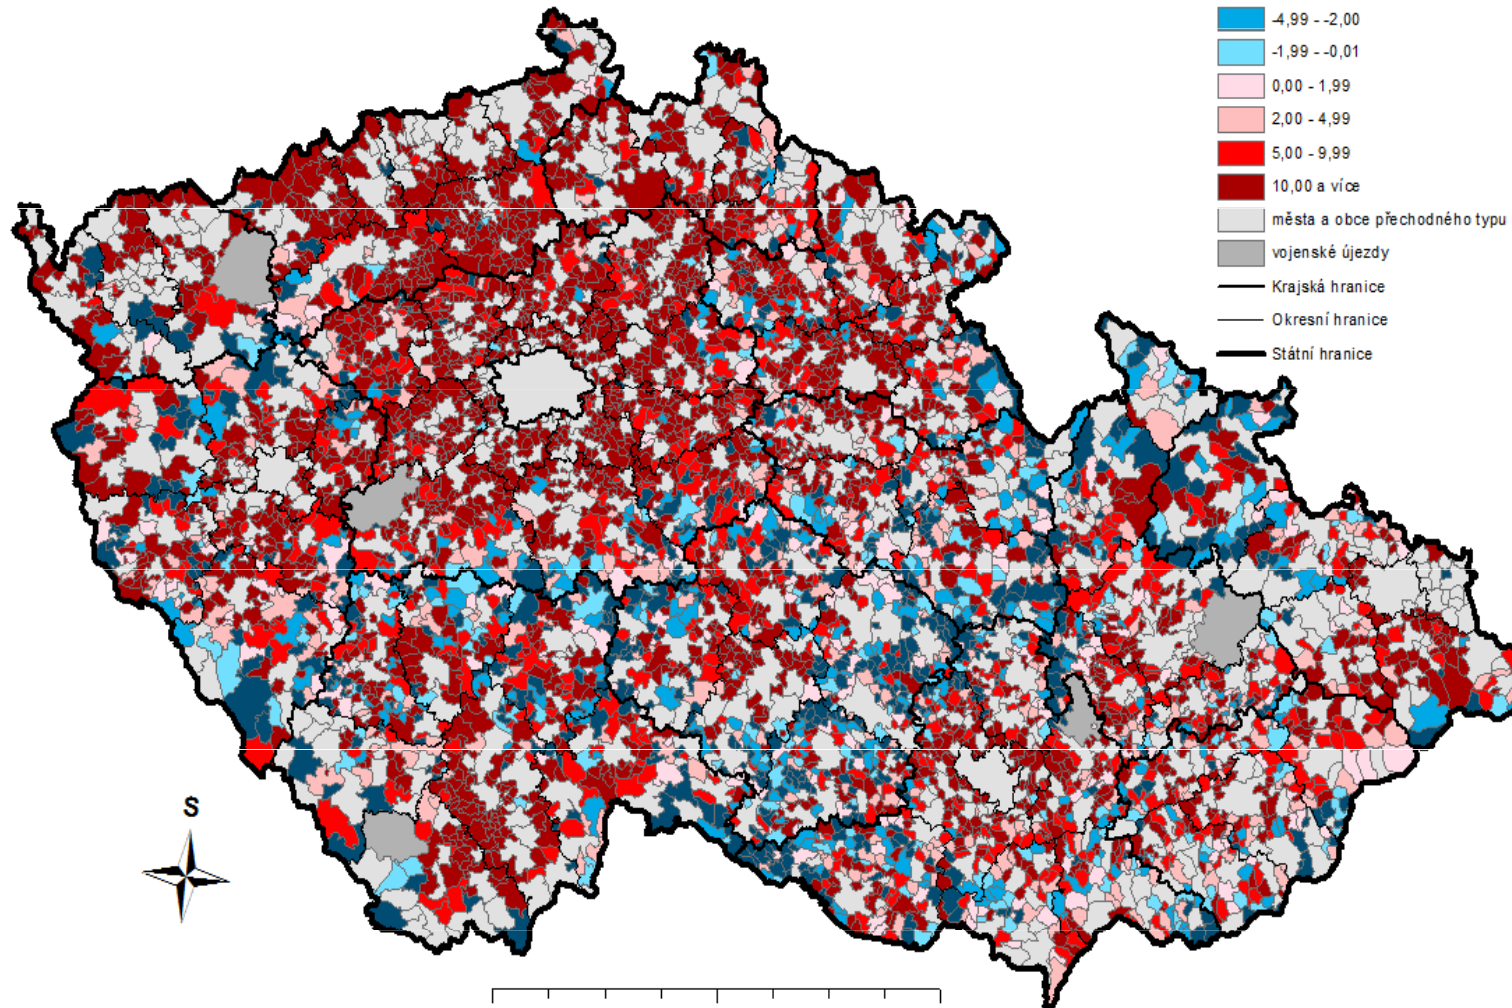 -4,99 - -2,00
-1,99 - -0,01
0,00 - 1,99
2,00 - 4,99
5,00 - 9,99
10,00 a více
města a obce přechodného typu
vojenské újezdy
Krajská hranice
Okresní hranice
Státní hranice
S